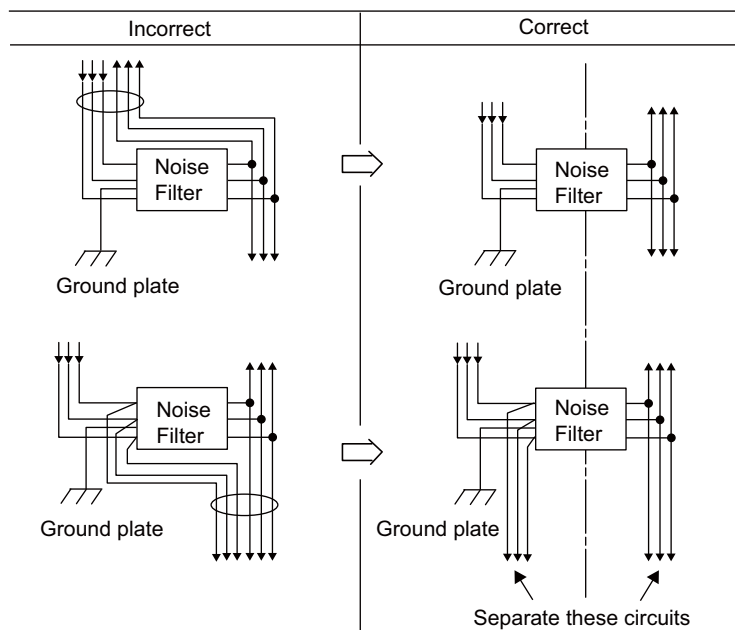 Incorrect
Correct
Noise
Filter
Ground plate
Noise
Filter
Ground plate
Noise
Filter
Ground plate
Noise
Filter
Ground plate
Separate these circuits